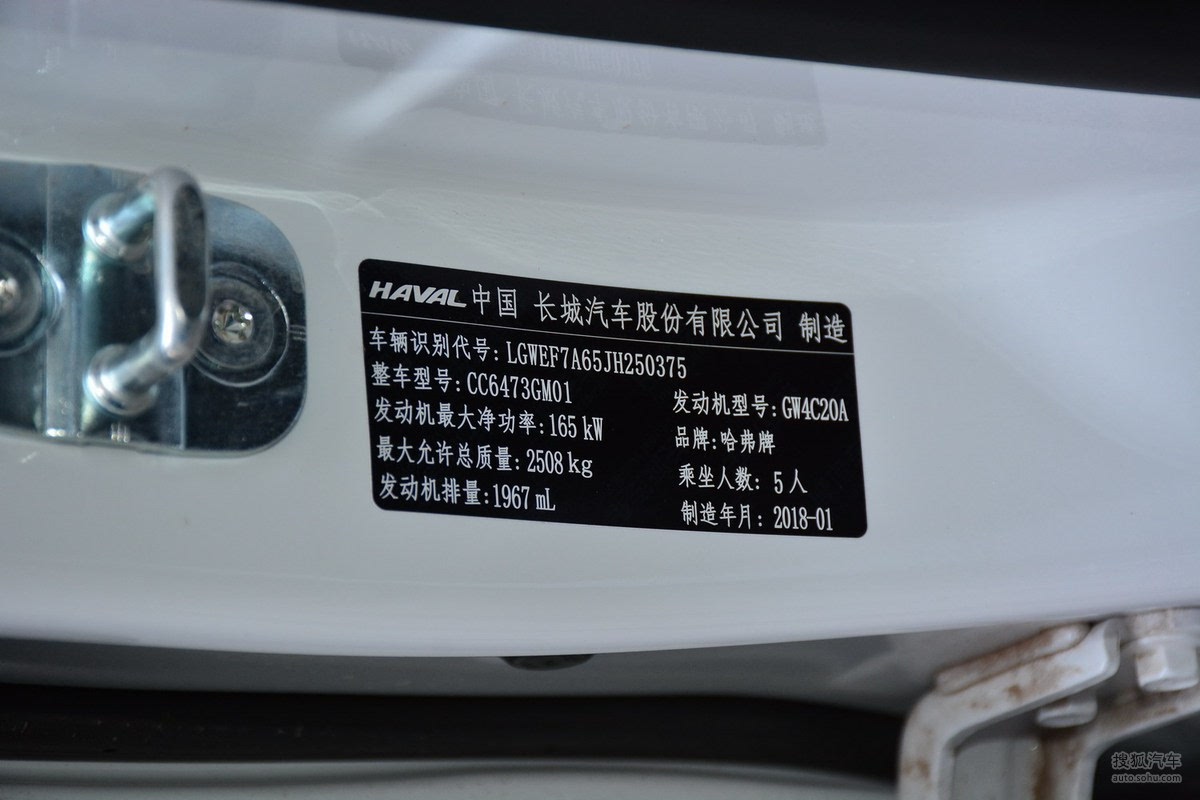 HAVAL 中国 长城汽车股份有限公司 制造
车辆识别代号: LGWEF7A65JH250375
整车型号: CC6473GM01 发动机型号: GW4C20A
发动机最大净功率: 165 kW 品牌: 哈弗牌
最大允许总质量: 2508 kg 乘坐人数: 5 人
发动机排量: 1967 mL 制造年月: 2018-01
搜狐汽车
auto.sohu.com